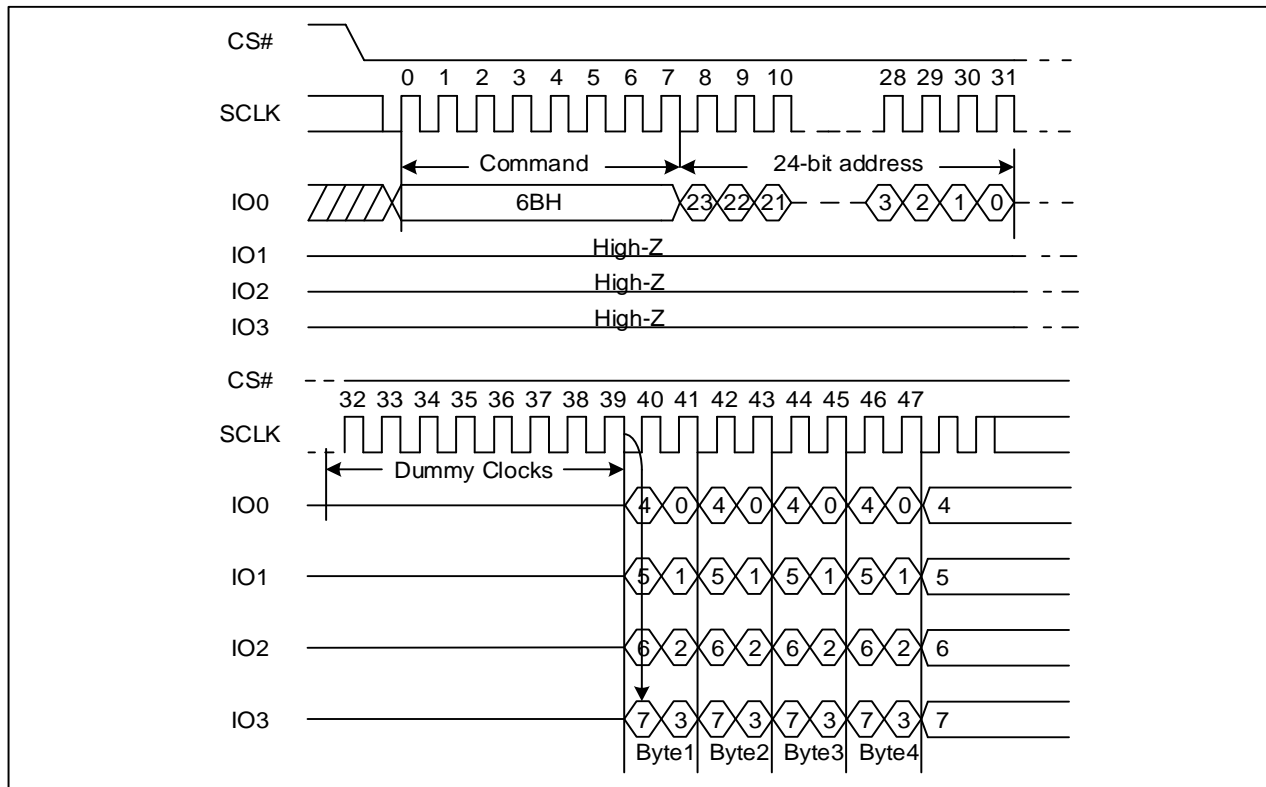 CS#
0 1 2 3 4 5 6 7 8 9 10 28 29 30 31
SCLK
Command 24-bit address
IO0 6BH 23 22 21 3 2 1 0
IO1 High-Z
IO2 High-Z
IO3 High-Z
CS#
32 33 34 35 36 37 38 39 40 41 42 43 44 45 46 47
SCLK
Dummy Clocks
IO0 4 0 4 0 4 0 4 0 4
IO1 5 1 5 1 5 1 5 1 5
IO2 6 2 6 2 6 2 6 2 6
IO3 7 3 7 3 7 3 7 3 7
Byte1 Byte2 Byte3 Byte4